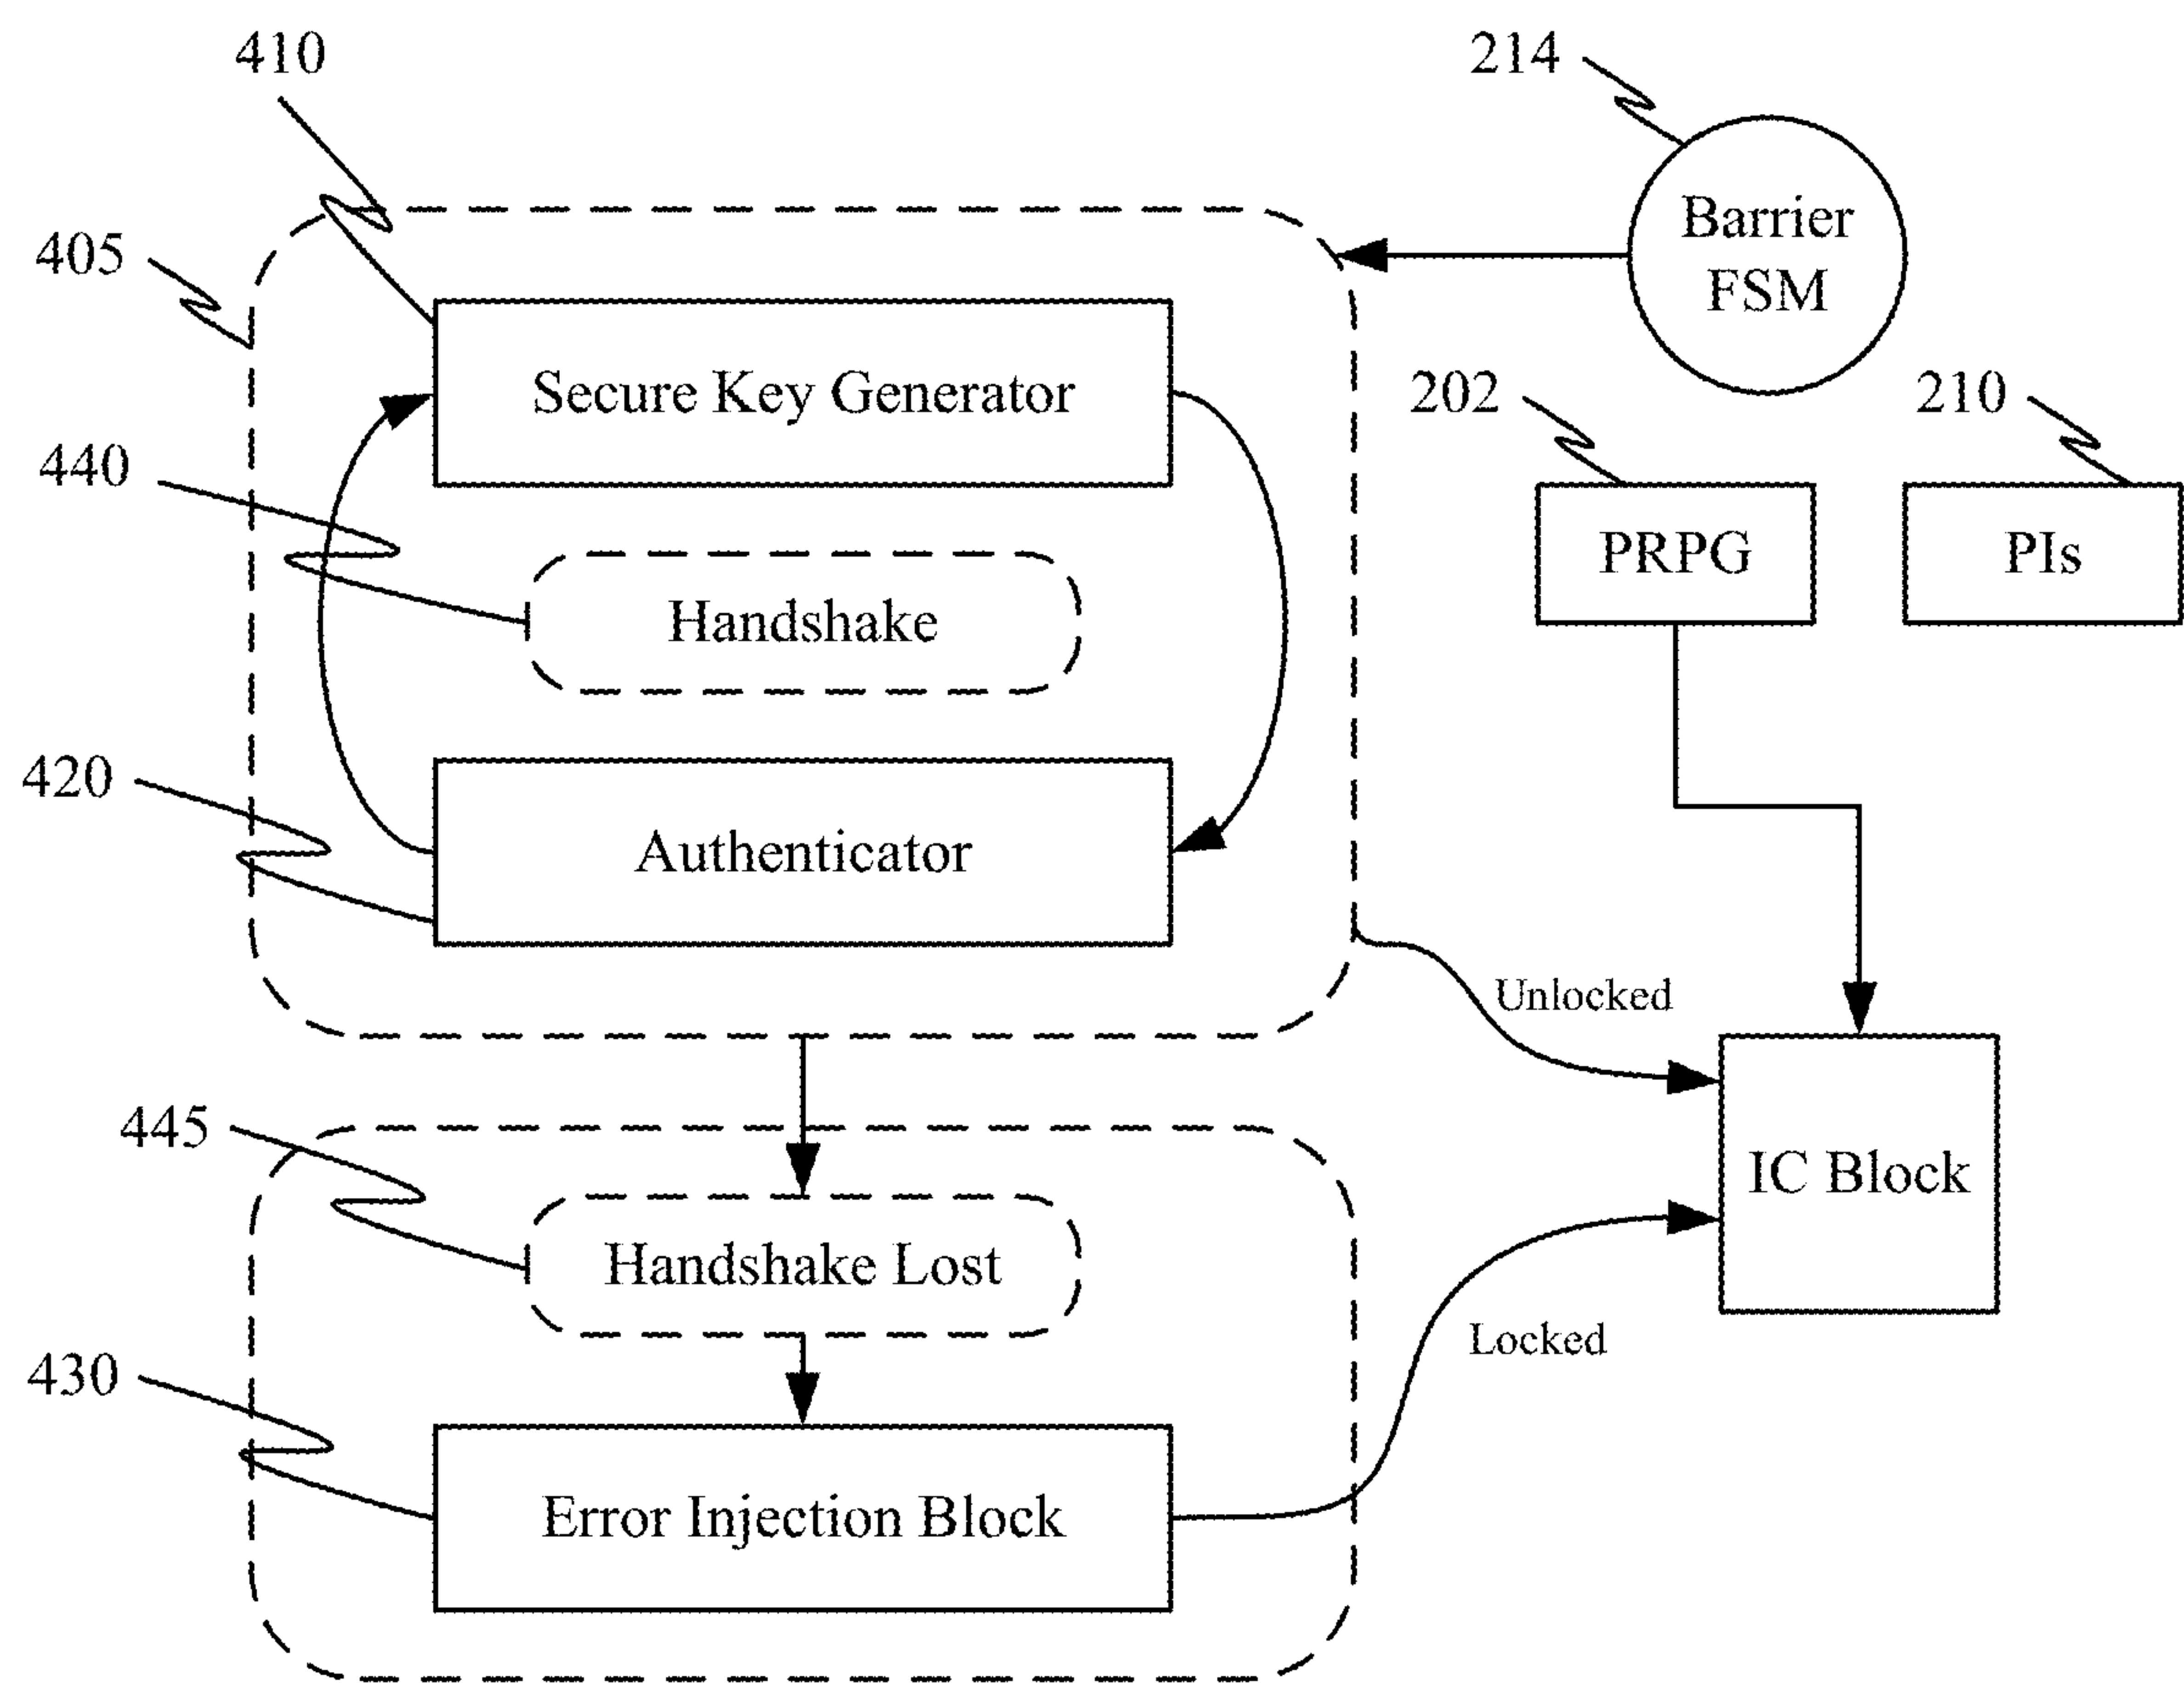 410
214
405
Barrier
FSM
Secure Key Generator
202
210
440
PRPG
PIs
Handshake
420
Authenticator
Unlocked
445
IC Block
Handshake Lost
Locked
430
Error Injection Block